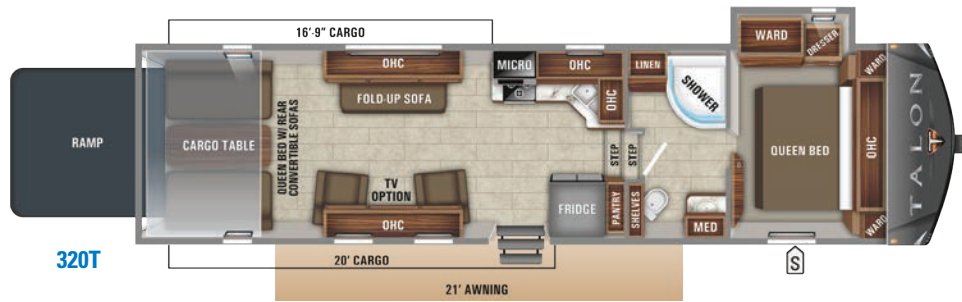 16'-9" CARGO
WARD
DRESSER
WARD
OHC
MICRO
OHC
LINEN
SHOWER
FOLD-UP SOFA
OHC
RAMP
CARGO TABLE
QUEEN BED W/ REAR
CONVERTIBLE SOFAS
STEP
STEP
QUEEN BED
OHC
TALON
TV
OPTION
FRIDGE
PANTRY
SHELVES
OHC
MED
WARD
320T
20' CARGO
S
21' AWNING